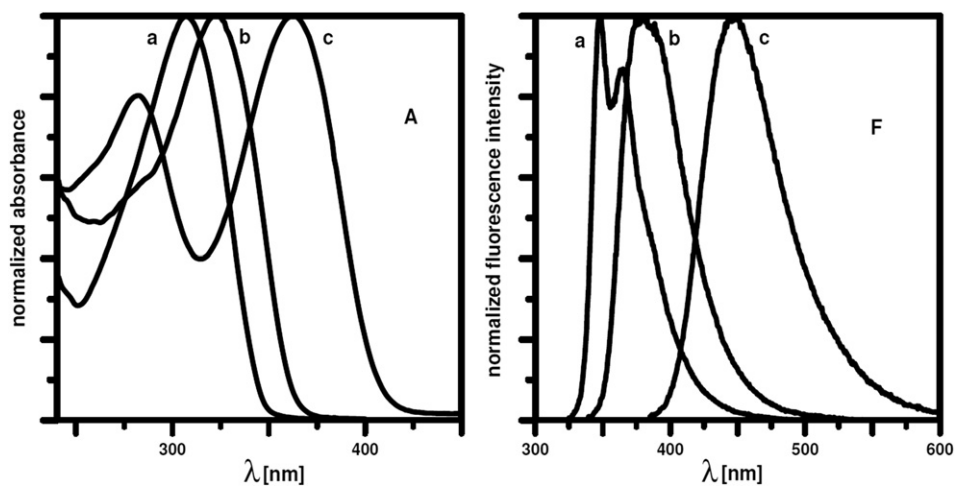 a b c
A
normalized absorbance
300 400
λ [nm]
a b c
F
normalized fluorescence intensity
300 400 500 600
λ [nm]